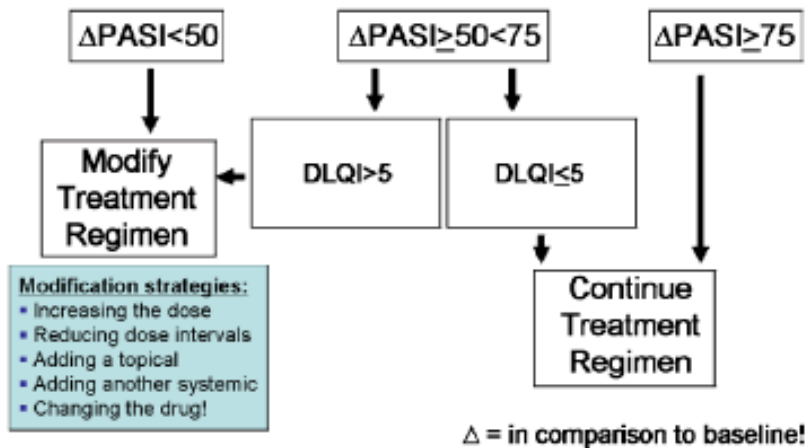 ΔPASI<50
ΔPASI≥50<75
ΔPASI≥75
Modify
Treatment
Regimen
DLQI>5
DLQI≤5
Modification strategies:
▪ Increasing the dose
▪ Reducing dose intervals
▪ Adding a topical
▪ Adding another systemic
▪ Changing the drug!
Continue
Treatment
Regimen
Δ = in comparison to baseline!